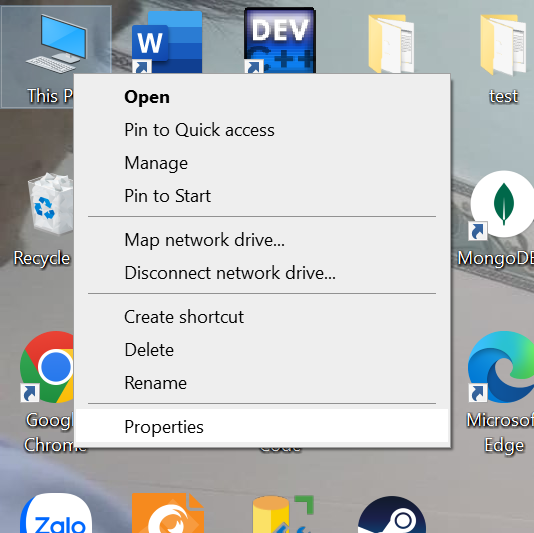 W
DEV
C++
This P
test
Open
Pin to Quick access
Manage
Pin to Start
Map network drive...
Disconnect network drive...
Create shortcut
Delete
Rename
Properties
Recycle
MongoDB
Googl
Chrome
Code
Microsof
Edge
Zalo